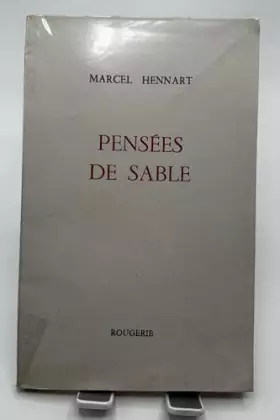 MARCEL HENNART
PENSÉES
DE SABLE
ROUGERIE